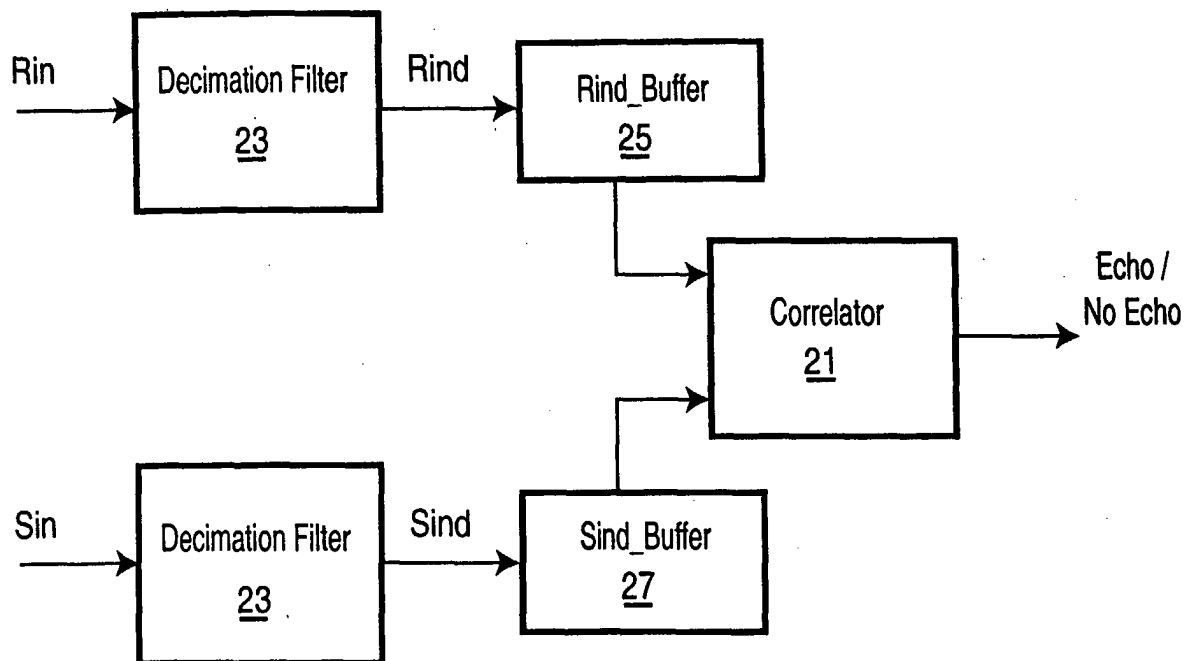 Rin
Decimation Filter
23
Rind
Rind_Buffer
25
Correlator
21
Echo /
No Echo
Sin
Decimation Filter
23
Sind
Sind_Buffer
27